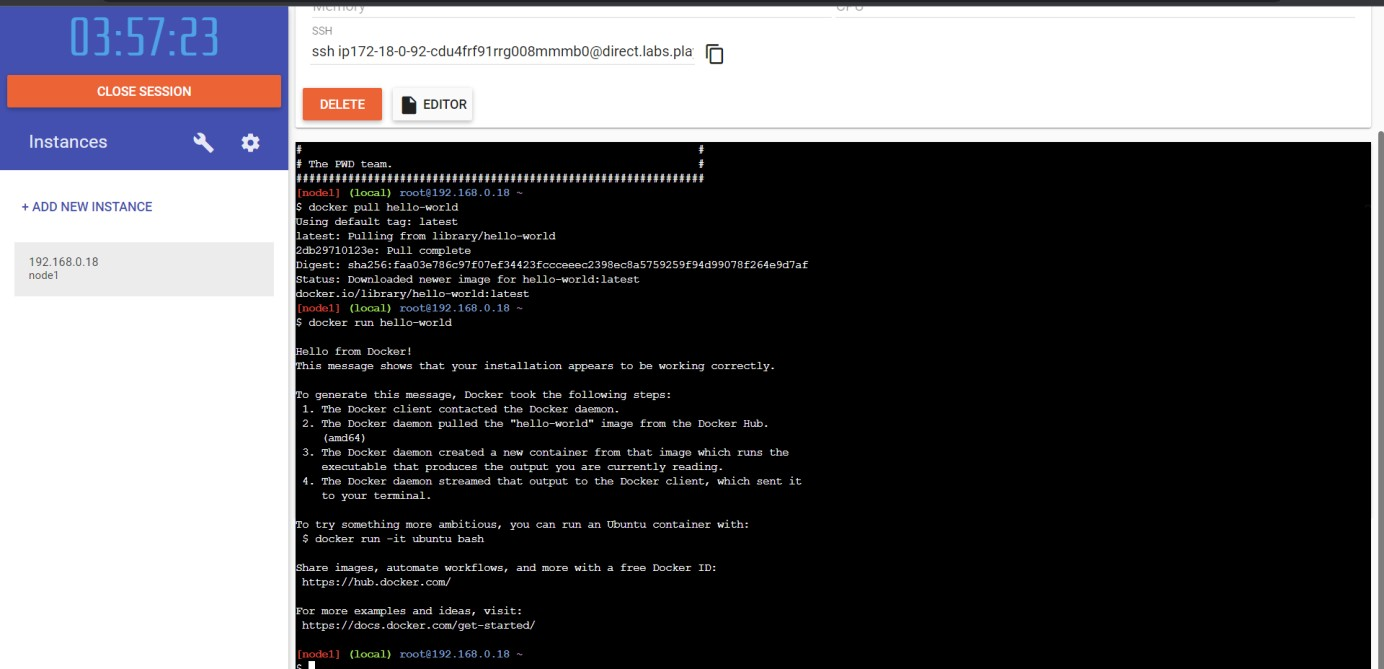 03:57:23
CLOSE SESSION
Instances
+ ADD NEW INSTANCE
192.168.0.18
node1
Memory
CPU
SSH
ssh ip172-18-0-92-cdu4frf91rrg008mmmb0@direct.labs.pla
DELETE
EDITOR
# #
# The PWD team. #
###############################################################
[node1] (local) root@192.168.0.18 ~
$ docker pull hello-world
Using default tag: latest
latest: Pulling from library/hello-world
2db29710123e: Pull complete
Digest: sha256:faa03e786c97f07ef34423fccceeec2398ec8a5759259f94d99078f264e9d7af
Status: Downloaded newer image for hello-world:latest
docker.io/library/hello-world:latest
[node1] (local) root@192.168.0.18 ~
$ docker run hello-world
Hello from Docker!
This message shows that your installation appears to be working correctly.
To generate this message, Docker took the following steps:
1. The Docker client contacted the Docker daemon.
2. The Docker daemon pulled the "hello-world" image from the Docker Hub.
(amd64)
3. The Docker daemon created a new container from that image which runs the
executable that produces the output you are currently reading.
4. The Docker daemon streamed that output to the Docker client, which sent it
to your terminal.
To try something more ambitious, you can run an Ubuntu container with:
$ docker run -it ubuntu bash
Share images, automate workflows, and more with a free Docker ID:
https://hub.docker.com/
For more examples and ideas, visit:
https://docs.docker.com/get-started/
[node1] (local) root@192.168.0.18 ~
$